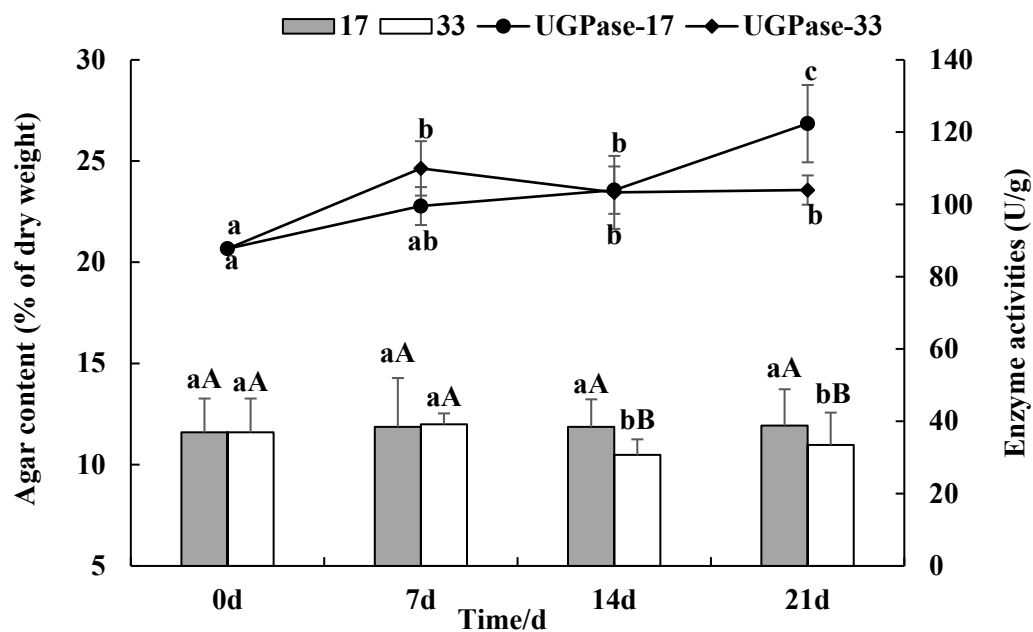 17 33 UGPase-17 UGPase-33
Agar content (% of dry weight)
30
25
20
15
10
5
140
120
100
80
60
40
20
0
Enzyme activities (U/g)
a
a
b
ab
b
b
c
b
aA
aA
aA
aA
aA
bB
aA
bB
0d 7d 14d 21d
Time/d